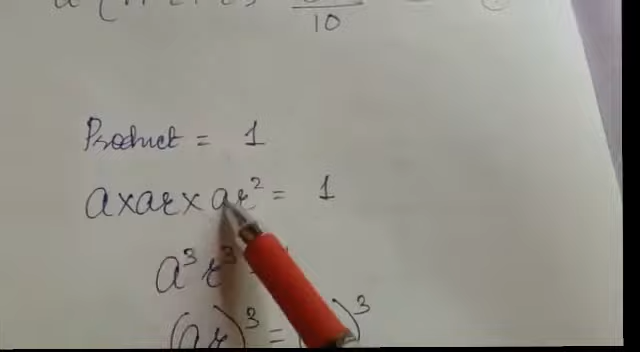 10
Product = 1
a×ar×ar² = 1
a³r³
(ar)³ = ( )³